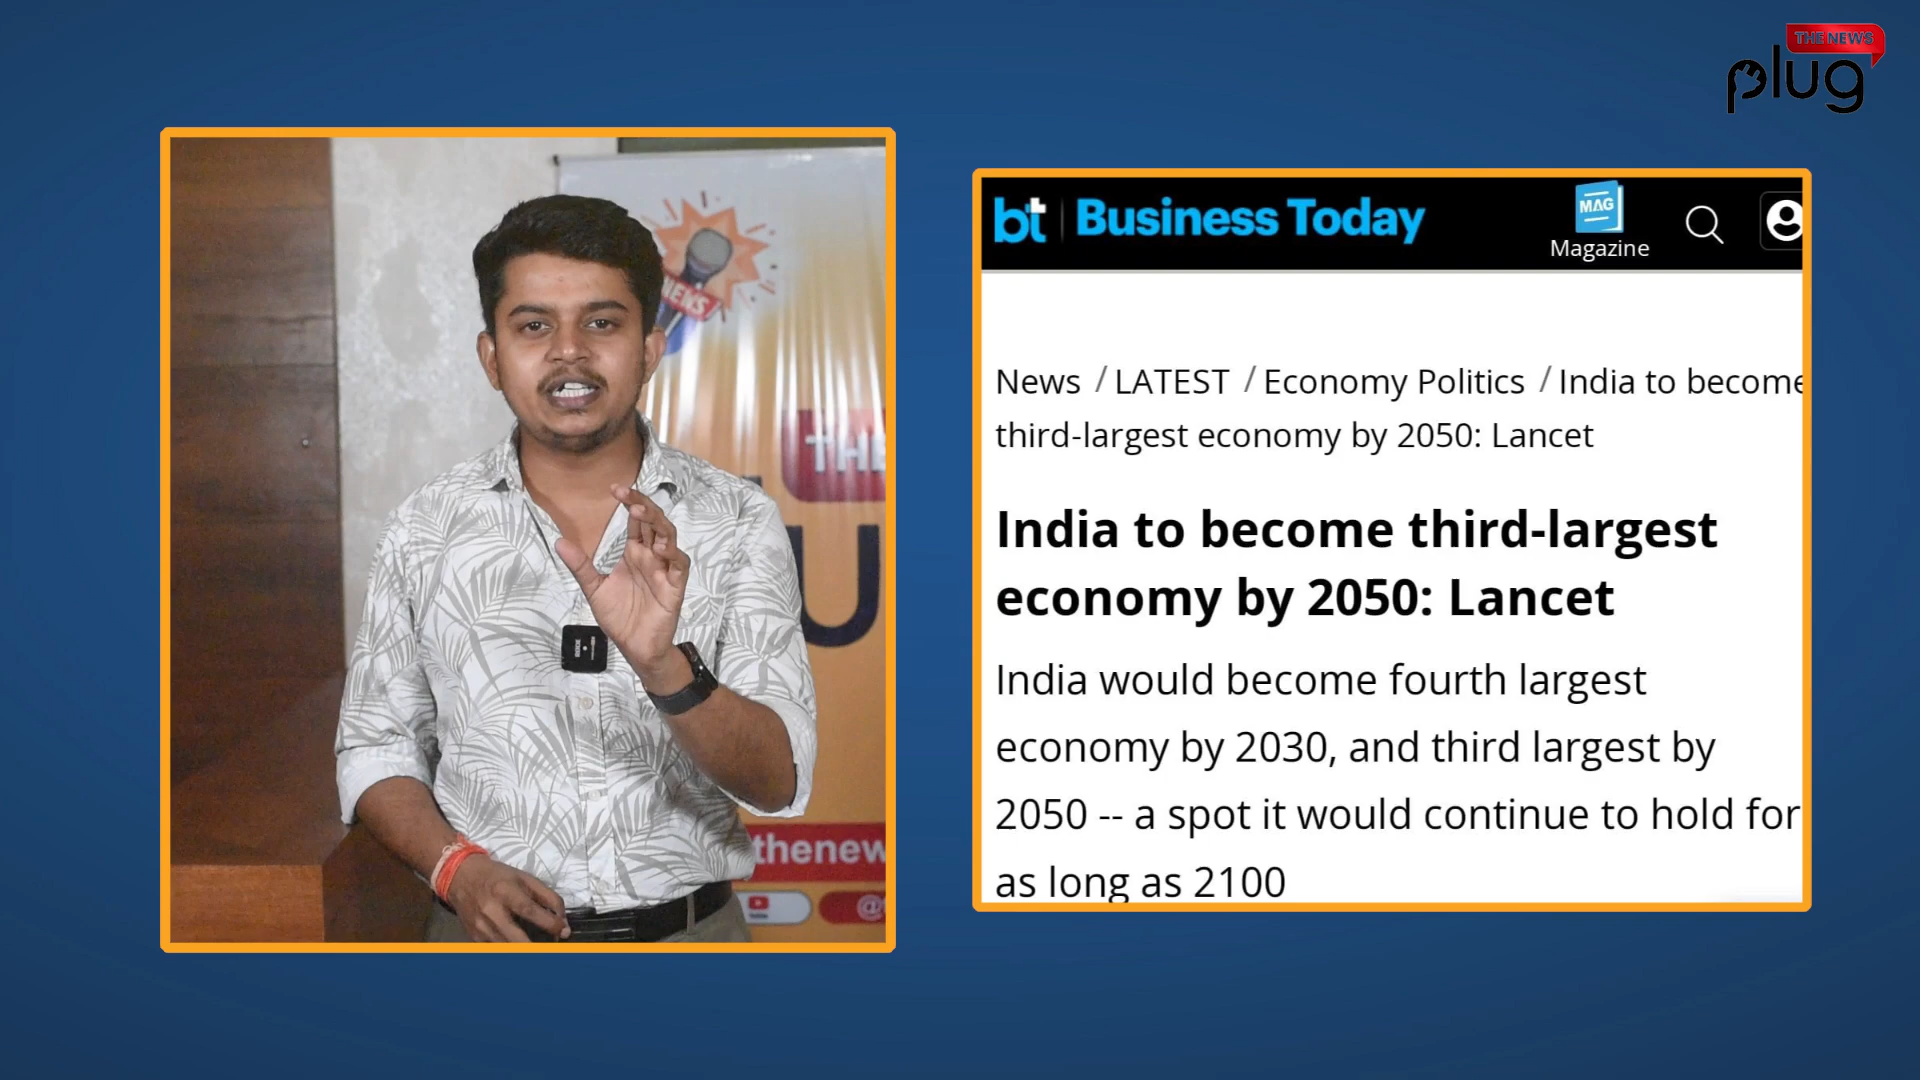 THE NEWS
plug
NEWS
THE
U
thenew
bt Business Today
MAG
Magazine
News / LATEST / Economy Politics / India to become
third-largest economy by 2050: Lancet
India to become third-largest
economy by 2050: Lancet
India would become fourth largest
economy by 2030, and third largest by
2050 -- a spot it would continue to hold for
as long as 2100